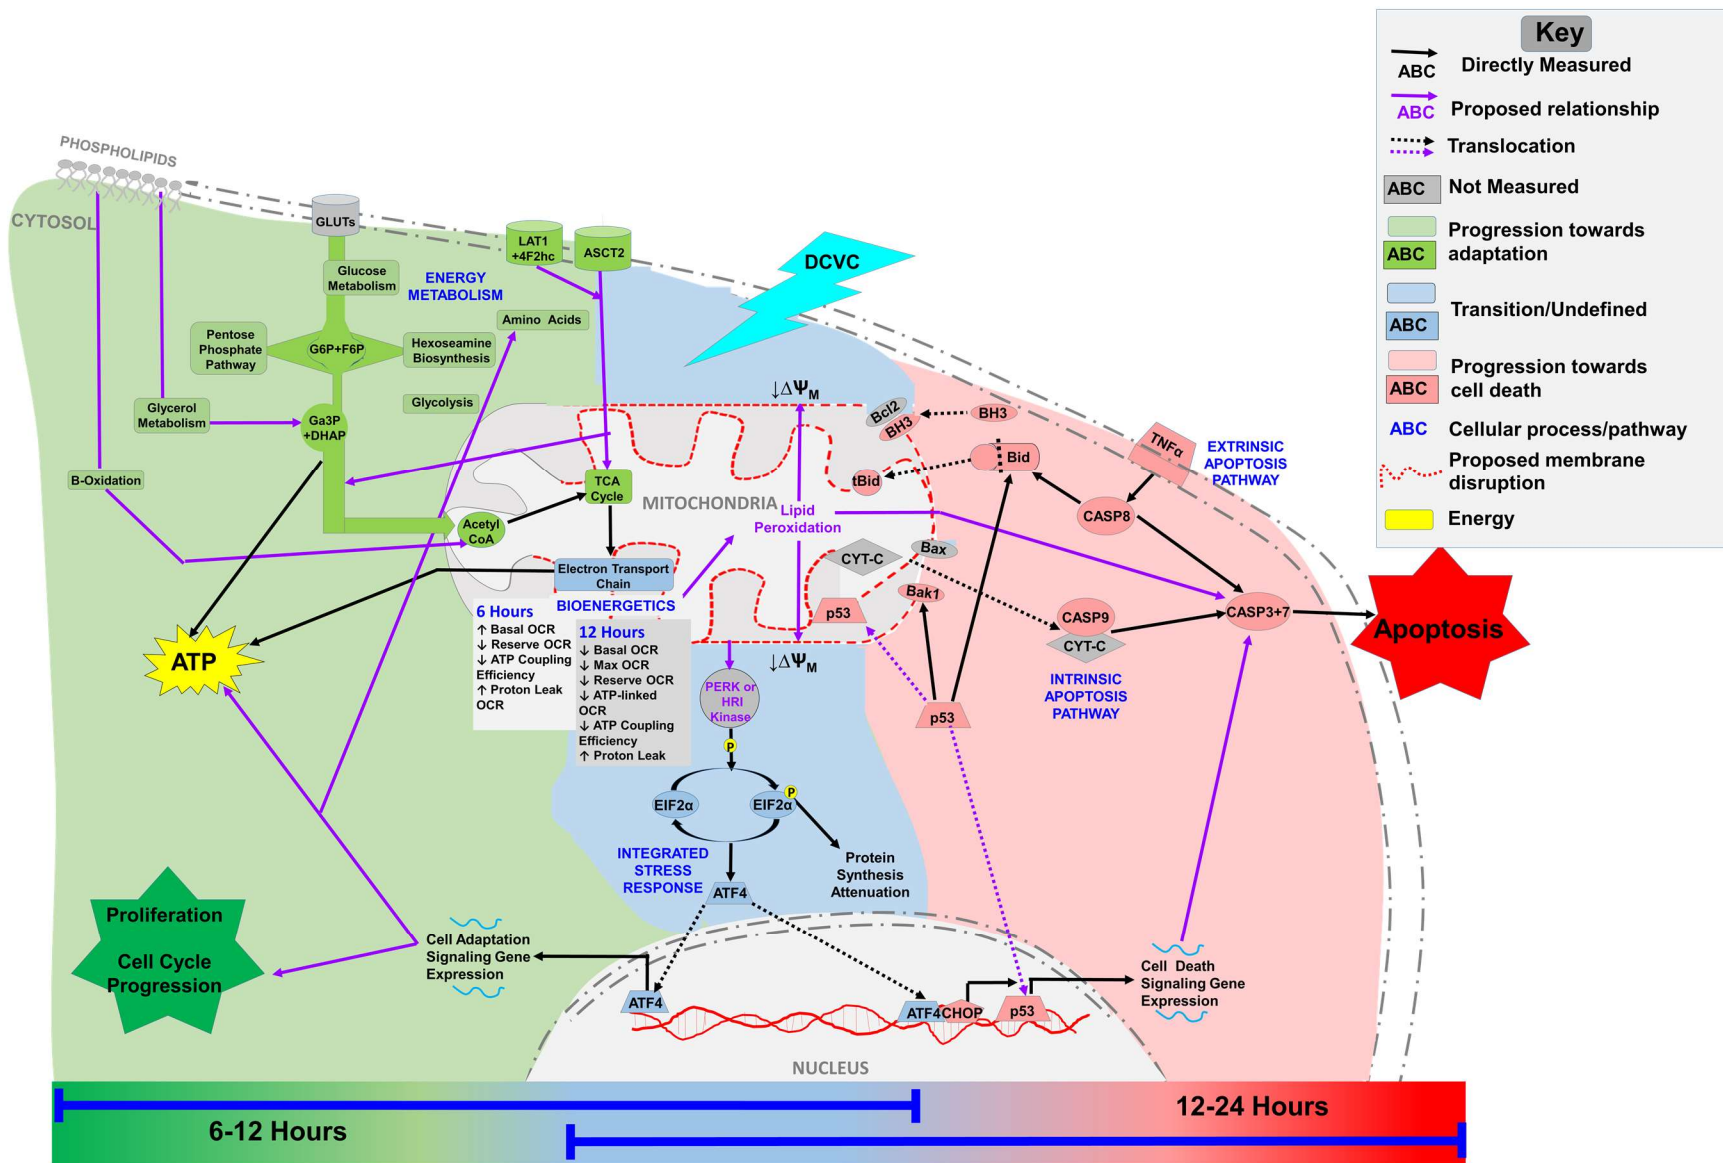 Key
ABC
Directly Measured
ABC
Proposed relationship
Translocation
ABC
Not Measured
ABC
Progression towards
adaptation
ABC
Transition/Undefined
ABC
Progression towards
cell death
ABC
Cellular process/pathway
Proposed membrane
disruption
Energy
PHOSPHOLIPIDS
CYTOSOL
GLUTs
Glucose
Metabolism
ENERGY
METABOLISM
LAT1
+4F2hc
ASCT2
DCVC
Amino Acids
Pentose
Phosphate
Pathway
G6P+F6P
Hexoseamine
Biosynthesis
Glycolysis
Glycerol
Metabolism
Ga3P
+DHAP
B-Oxidation
Acetyl
CoA
TCA
Cycle
MITOCHONDRIA
↓ΔΨM
Lipid
Peroxidation
Bcl2
BH3
BH3
tBid
Bid
TNFα
EXTRINSIC
APOPTOSIS
PATHWAY
CASP8
CYT-C
Bax
Bak1
p53
CASP9
CYT-C
CASP3+7
Apoptosis
INTRINSIC
APOPTOSIS
PATHWAY
p53
Electron Transport
Chain
BIOENERGETICS
6 Hours
↑ Basal OCR
↓ Reserve OCR
↓ ATP Coupling
Efficiency
↑ Proton Leak
OCR
12 Hours
↓ Basal OCR
↓ Max OCR
↓ Reserve OCR
↓ ATP-linked
OCR
↓ ATP Coupling
Efficiency
↑ Proton Leak
↓ΔΨM
ATP
PERK or
HRI
Kinase
P
EIF2α
EIF2α
P
INTEGRATED
STRESS
RESPONSE
Protein
Synthesis
Attenuation
ATF4
Proliferation
Cell Cycle
Progression
Cell Adaptation
Signaling Gene
Expression
ATF4
ATF4
CHOP
p53
Cell Death
Signaling Gene
Expression
NUCLEUS
6-12 Hours
12-24 Hours